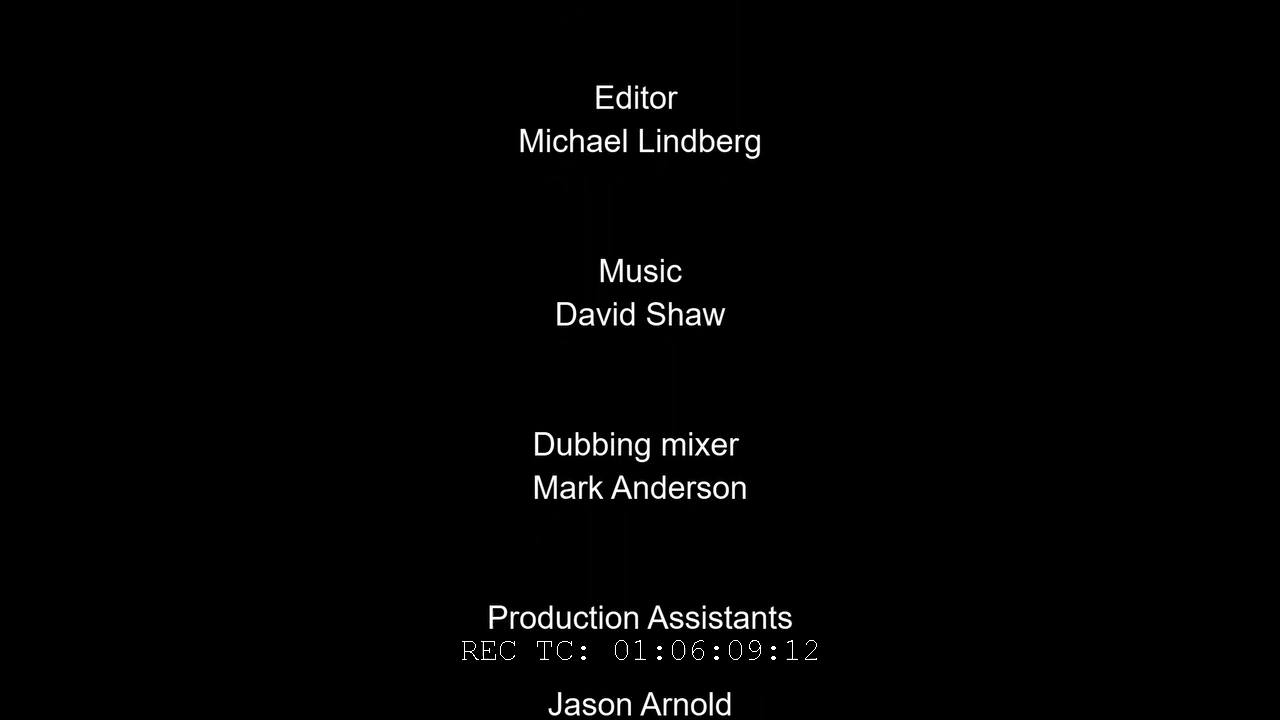 Editor
Michael Lindberg
Music
David Shaw
Dubbing mixer
Mark Anderson
Production Assistants
REC TC: 01:06:09:12
Jason Arnold